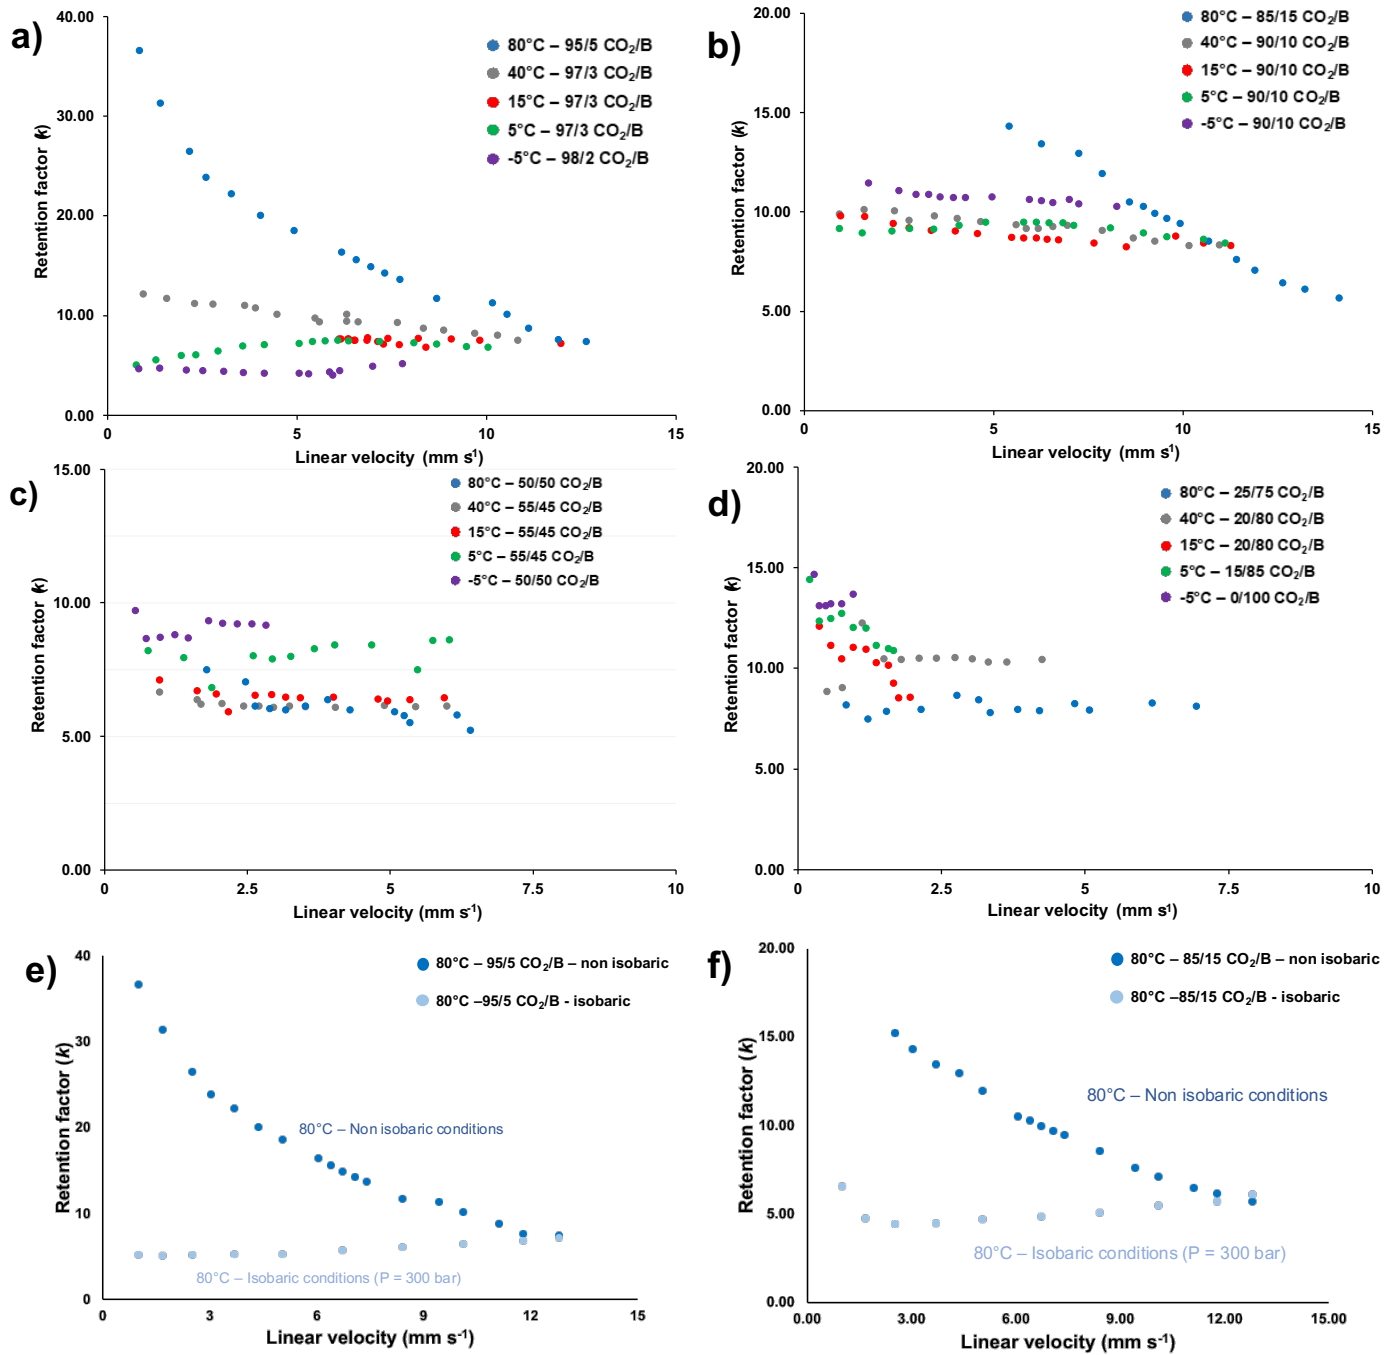 a)
40.00
30.00
20.00
10.00
0.00
Retention factor (k)
80°C – 95/5 CO₂/B
40°C – 97/3 CO₂/B
15°C – 97/3 CO₂/B
5°C – 97/3 CO₂/B
-5°C – 98/2 CO₂/B
0 5 10 15
Linear velocity (mm s¹)
b)
20.00
15.00
10.00
5.00
0.00
Retention factor (k)
80°C – 85/15 CO₂/B
40°C – 90/10 CO₂/B
15°C – 90/10 CO₂/B
5°C – 90/10 CO₂/B
-5°C – 90/10 CO₂/B
0 5 10 15
Linear velocity (mm s¹)
c)
15.00
10.00
5.00
0.00
Retention factor (k)
80°C – 50/50 CO₂/B
40°C – 55/45 CO₂/B
15°C – 55/45 CO₂/B
5°C – 55/45 CO₂/B
-5°C – 50/50 CO₂/B
0 2.5 5 7.5 10
Linear velocity (mm s⁻¹)
d)
20.00
15.00
10.00
5.00
0.00
Retention factor (k)
80°C – 25/75 CO₂/B
40°C – 20/80 CO₂/B
15°C – 20/80 CO₂/B
5°C – 15/85 CO₂/B
-5°C – 0/100 CO₂/B
0 2.5 5 7.5 10
Linear velocity (mm s¹)
e)
40
30
20
10
0
Retention factor (k)
80°C – 95/5 CO₂/B – non isobaric
80°C –95/5 CO₂/B - isobaric
80°C – Non isobaric conditions
80°C – Isobaric conditions (P = 300 bar)
0 3 6 9 12 15
Linear velocity (mm s⁻¹)
f)
20.00
15.00
10.00
5.00
0.00
Retention factor (k)
80°C – 85/15 CO₂/B – non isobaric
80°C –85/15 CO₂/B - isobaric
80°C – Non isobaric conditions
80°C – Isobaric conditions (P = 300 bar)
0.00 3.00 6.00 9.00 12.00 15.00
Linear velocity (mm s⁻¹)